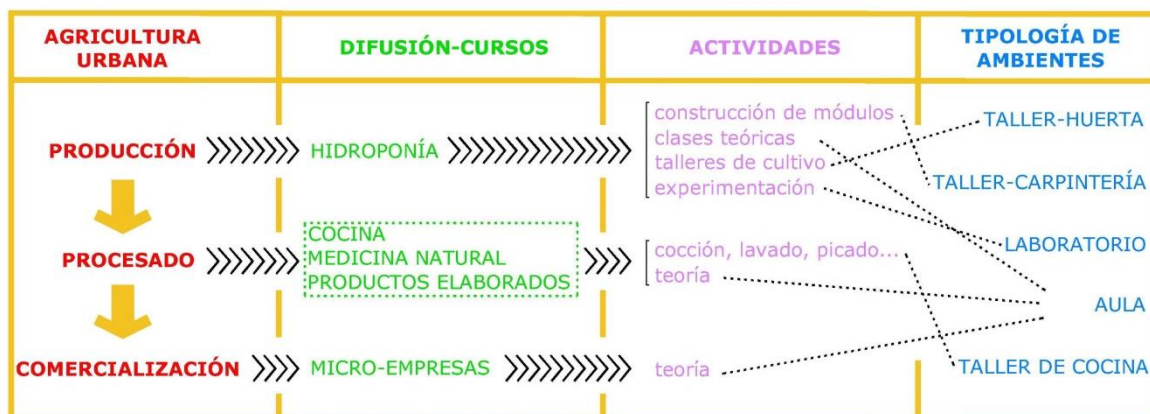 AGRICULTURA
URBANA
DIFUSIÓN-CURSOS
ACTIVIDADES
TIPOLOGÍA DE
AMBIENTES
PRODUCCIÓN
HIDROPONÍA
construcción de módulos
clases teóricas
talleres de cultivo
experimentación
TALLER-HUERTA
TALLER-CARPINTERÍA
PROCESADO
COCINA
MEDICINA NATURAL
PRODUCTOS ELABORADOS
cocción, lavado, picado...
teoría
LABORATORIO
AULA
COMERCIALIZACIÓN
MICRO-EMPRESAS
teoría
TALLER DE COCINA